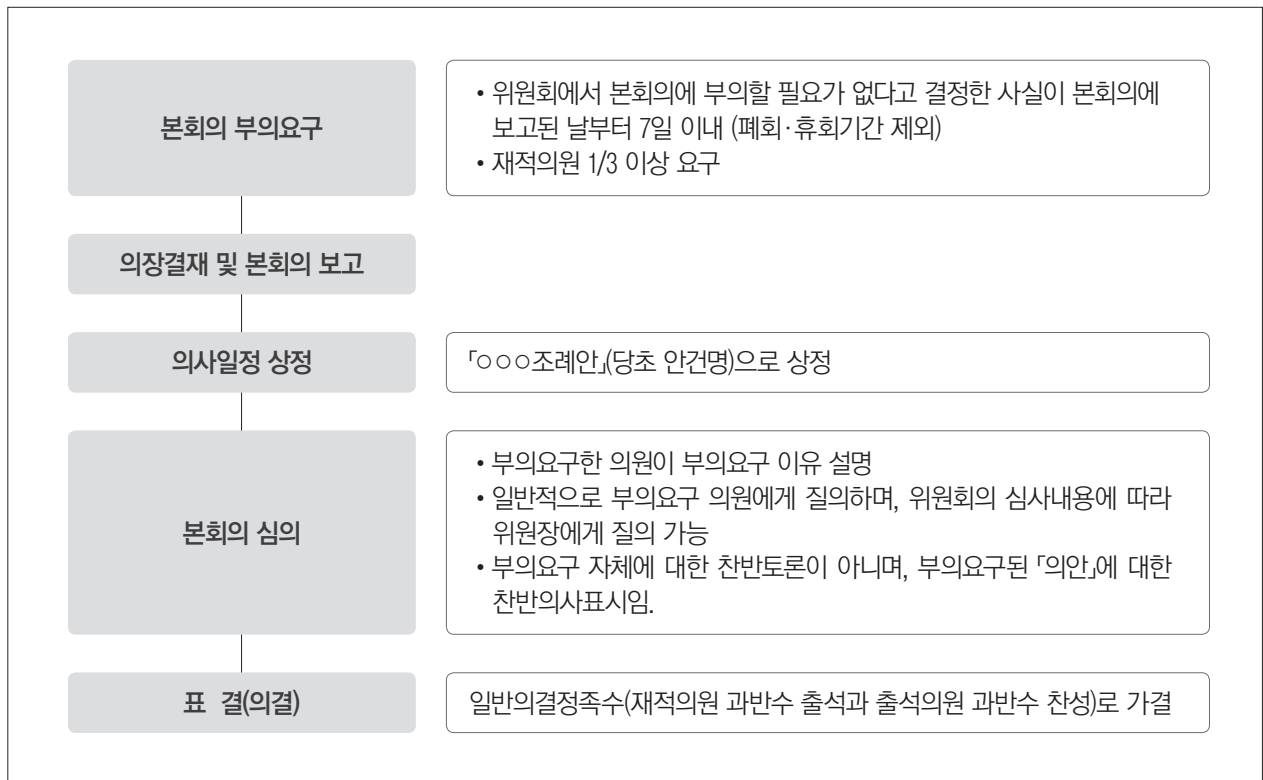 본회의 부의요구
• 위원회에서 본회의에 부의할 필요가 없다고 결정한 사실이 본회의에
보고된 날부터 7일 이내 (폐회·휴회기간 제외)
• 재적의원 1/3 이상 요구
의장결재 및 본회의 보고
의사일정 상정
「○○○조례안」(당초 안건명)으로 상정
본회의 심의
• 부의요구한 의원이 부의요구 이유 설명
• 일반적으로 부의요구 의원에게 질의하며, 위원회의 심사내용에 따라
위원장에게 질의 가능
• 부의요구 자체에 대한 찬반토론이 아니며, 부의요구된 「의안」에 대한
찬반의사표시임.
표 결(의결)
일반의결정족수(재적의원 과반수 출석과 출석의원 과반수 찬성)로 가결